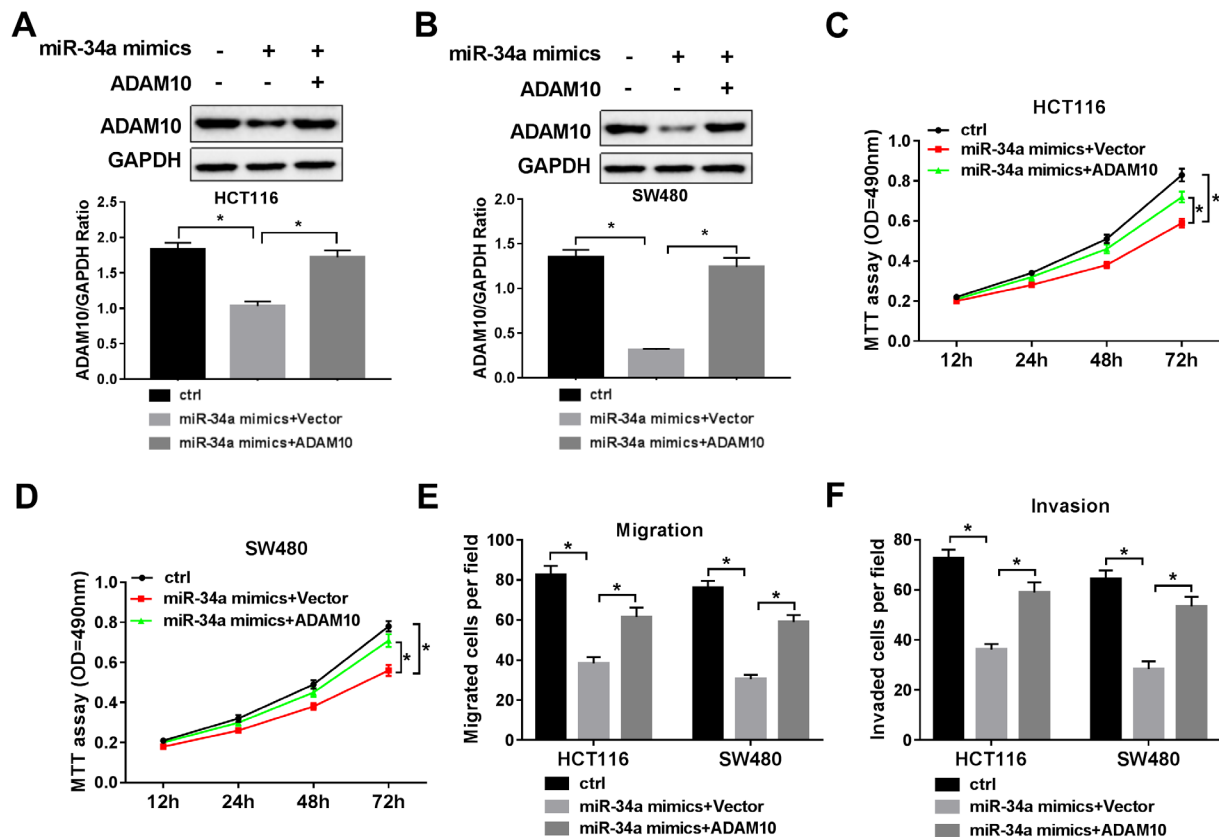 A
miR-34a mimics - + +
ADAM10 - - +
ADAM10
GAPDH
HCT116
ADAM10/GAPDH Ratio
2.5
2.0
1.5
1.0
0.5
0.0
*
*
ctrl
miR-34a mimics+Vector
miR-34a mimics+ADAM10
B
miR-34a mimics - + +
ADAM10 - - +
ADAM10
GAPDH
SW480
ADAM10/GAPDH Ratio
2.0
1.5
1.0
0.5
0.0
*
*
ctrl
miR-34a mimics+Vector
miR-34a mimics+ADAM10
C
HCT116
MTT assay (OD=490nm)
1.0
0.8
0.6
0.4
0.2
0.0
ctrl
miR-34a mimics+Vector
miR-34a mimics+ADAM10
*
*
12h 24h 48h 72h
D
SW480
MTT assay (OD=490nm)
1.0
0.8
0.6
0.4
0.2
0.0
ctrl
miR-34a mimics+Vector
miR-34a mimics+ADAM10
*
*
12h 24h 48h 72h
E
Migration
Migrated cells per field
100
80
60
40
20
0
*
*
*
*
HCT116 SW480
ctrl
miR-34a mimics+Vector
miR-34a mimics+ADAM10
F
Invasion
Invaded cells per field
80
60
40
20
0
*
*
*
*
HCT116 SW480
ctrl
miR-34a mimics+Vector
miR-34a mimics+ADAM10